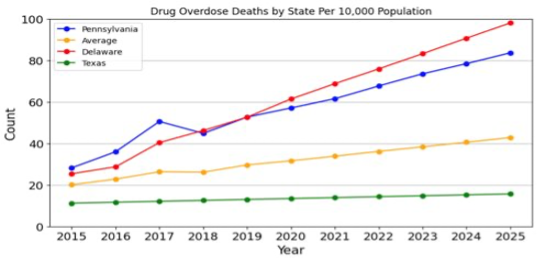 Drug Overdose Deaths by State Per 10,000 Population
Pennsylvania
Average
Delaware
Texas
Count
100
80
60
40
20
0
2015 2016 2017 2018 2019 2020 2021 2022 2023 2024 2025
Year